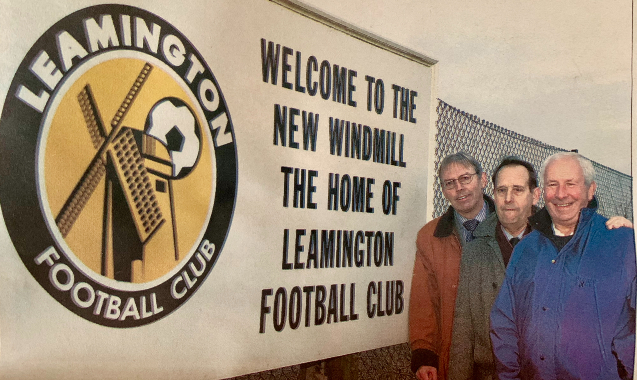 LEAMINGTON
FOOTBALL CLUB
WELCOME TO THE
NEW WINDMILL
THE HOME OF
LEAMINGTON
FOOTBALL CLUB